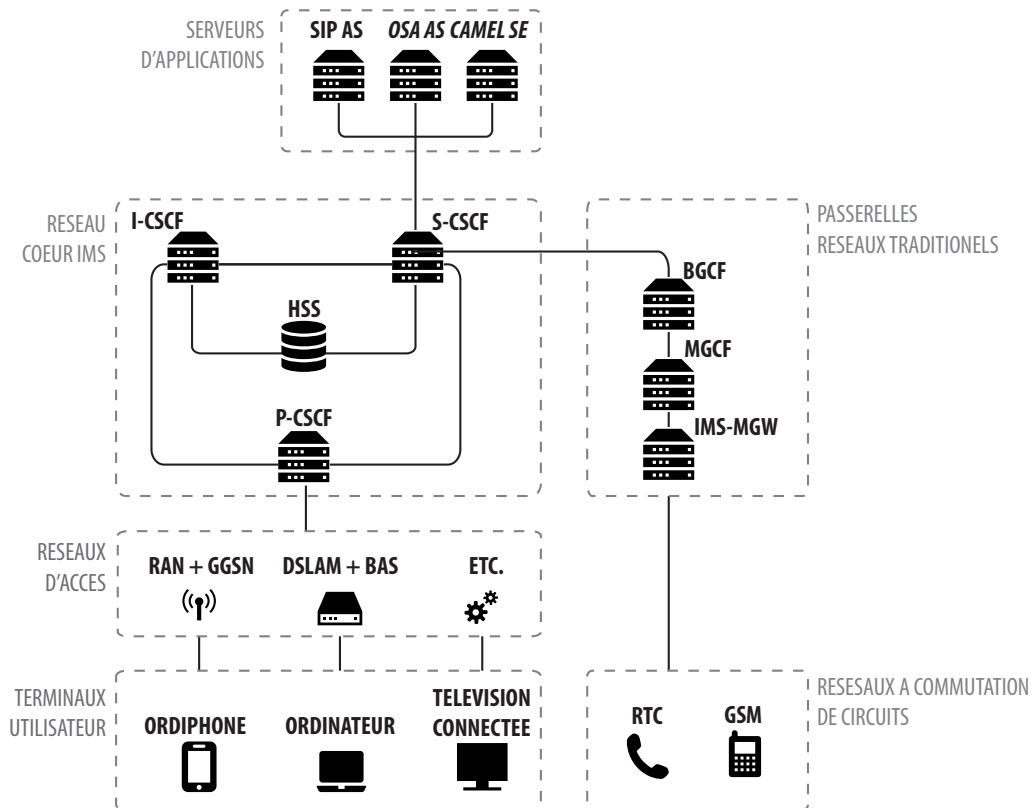 SERVEURS
D'APPLICATIONS
SIP AS
OSA AS
CAMEL SE
RESEAU
COEUR IMS
I-CSCF
S-CSCF
HSS
P-CSCF
PASSERELLES
RESEAUX TRADITIONELS
BGCF
MGCF
IMS-MGW
RESEAUX
D'ACCES
RAN + GGSN
DSLAM + BAS
ETC.
TERMINAUX
UTILISATEUR
ORDIPHONE
ORDINATEUR
TELEVISION
CONNECTEE
RTC
GSM
RESESAUX A COMMUTATION
DE CIRCUITS